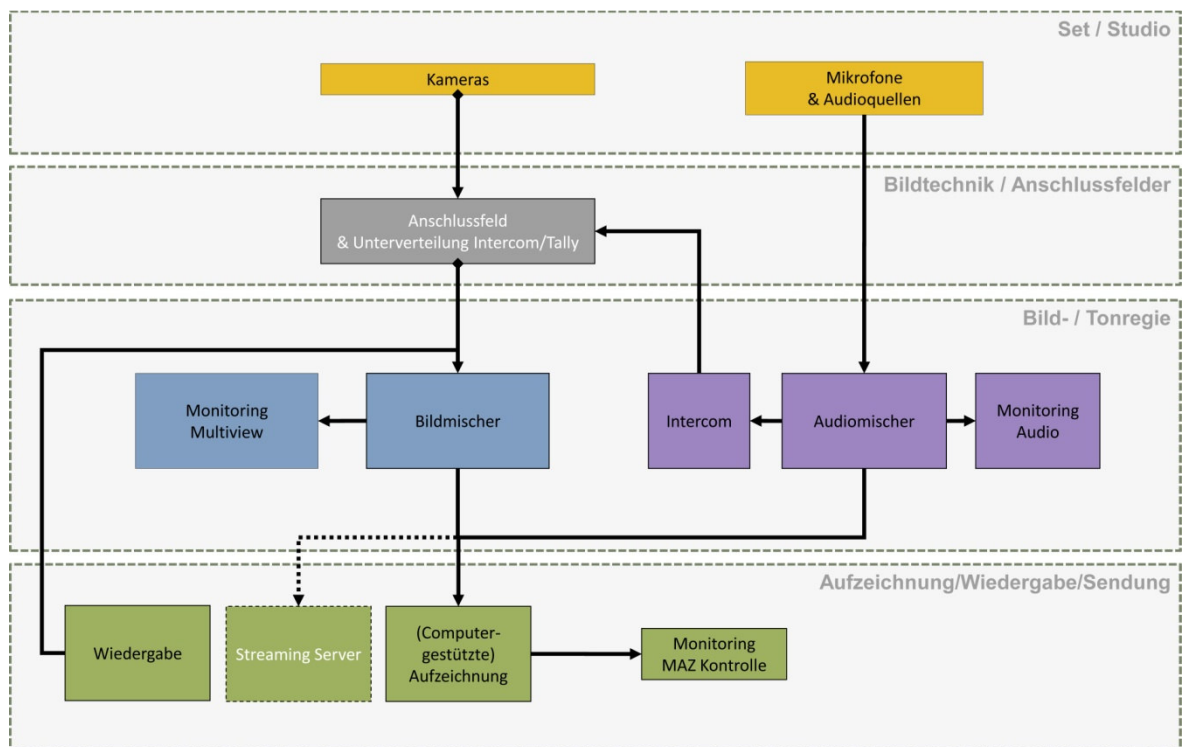 Set / Studio
Kameras
Mikrofone
& Audioquellen
Bildtechnik / Anschlussfelder
Anschlussfeld
& Unterverteilung Intercom/Tally
Bild- / Tonregie
Monitoring
Multiview
Bildmischer
Intercom
Audiomischer
Monitoring
Audio
Aufzeichnung/Wiedergabe/Sendung
Wiedergabe
Streaming Server
(Computer-
gestützte)
Aufzeichnung
Monitoring
MAZ Kontrolle